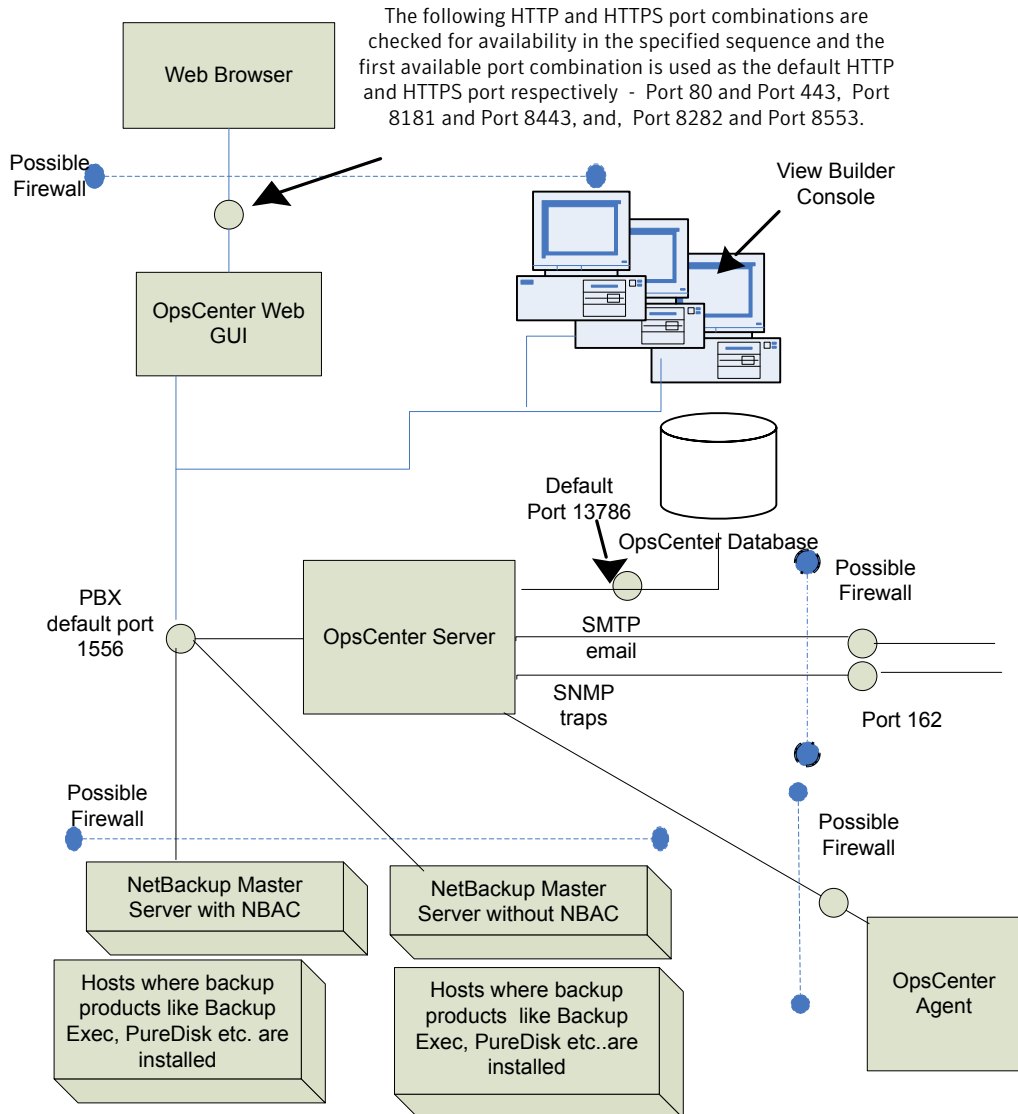 The following HTTP and HTTPS port combinations are
checked for availability in the specified sequence and the
first available port combination is used as the default HTTP
and HTTPS port respectively - Port 80 and Port 443, Port
8181 and Port 8443, and, Port 8282 and Port 8553.
Web Browser
Possible
Firewall
View Builder
Console
OpsCenter Web
GUI
Default
Port 13786
OpsCenter Database
Possible
Firewall
PBX
default port
1556
OpsCenter Server
SMTP
email
SNMP
traps
Port 162
Possible
Firewall
Possible
Firewall
NetBackup Master
Server with NBAC
NetBackup Master
Server without NBAC
Hosts where backup
products like Backup
Exec, PureDisk etc. are
installed
Hosts where backup
products like Backup
Exec, PureDisk etc..are
installed
OpsCenter
Agent